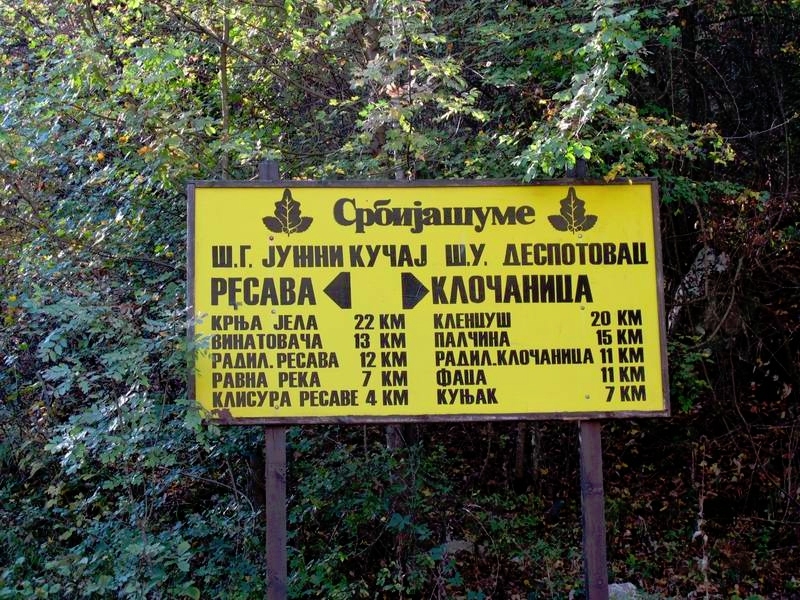 Србијашуме
Ш.Г. ЈУЖНИ КУЧАЈ Ш.У. ДЕСПОТОВАЦ
РЕСАВА КЛОЧАНИЦА
КРЊА ЈЕЛА 22 КМ КЛЕНЦУШ 20 КМ
ВИНАТОВАЧА 13 КМ ПАЛЧИНА 15 КМ
РАДИЛ. РЕСАВА 12 КМ РАДИЛ.КЛОЧАНИЦА 11 КМ
РАВНА РЕКА 7 КМ ФАЦА 11 КМ
КЛИСУРА РЕСАВЕ 4 КМ КУЊАК 7 КМ